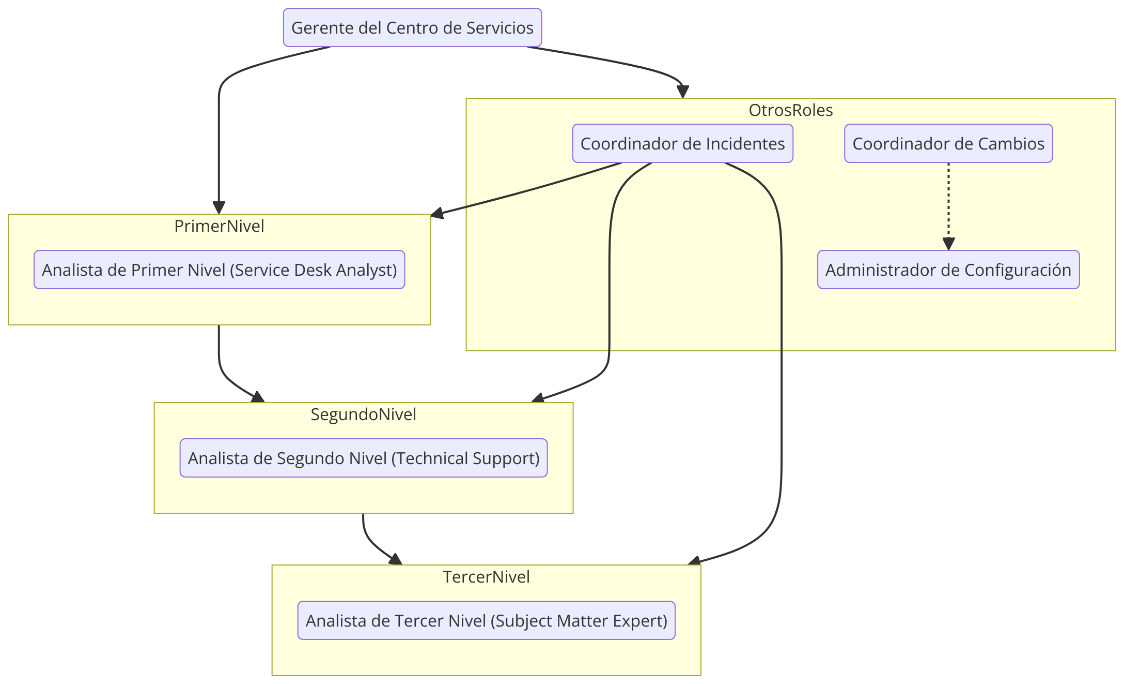 Gerente del Centro de Servicios
OtrosRoles
Coordinador de Incidentes
Coordinador de Cambios
PrimerNivel
Analista de Primer Nivel (Service Desk Analyst)
Administrador de Configuración
SegundoNivel
Analista de Segundo Nivel (Technical Support)
TercerNivel
Analista de Tercer Nivel (Subject Matter Expert)